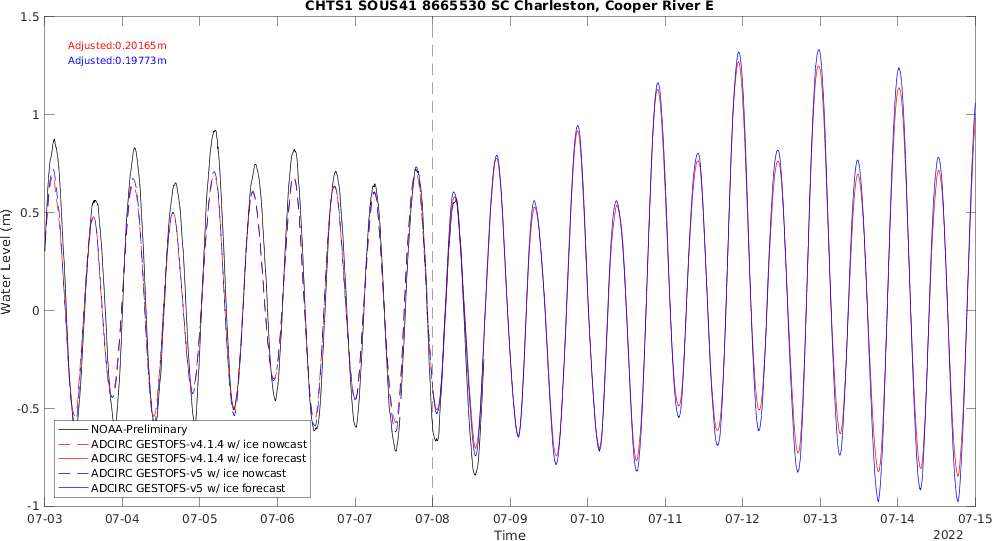 CHTS1 SOUS41 8665530 SC Charleston, Cooper River E
Adjusted:0.20165m
Adjusted:0.19773m
Water Level (m)
1.5
1
0.5
0
-0.5
-1
NOAA-Preliminary
ADCIRC GESTOFS-v4.1.4 w/ ice nowcast
ADCIRC GESTOFS-v4.1.4 w/ ice forecast
ADCIRC GESTOFS-v5 w/ ice nowcast
ADCIRC GESTOFS-v5 w/ ice forecast
07-03 07-04 07-05 07-06 07-07 07-08 07-09 07-10 07-11 07-12 07-13 07-14 07-15
Time
2022